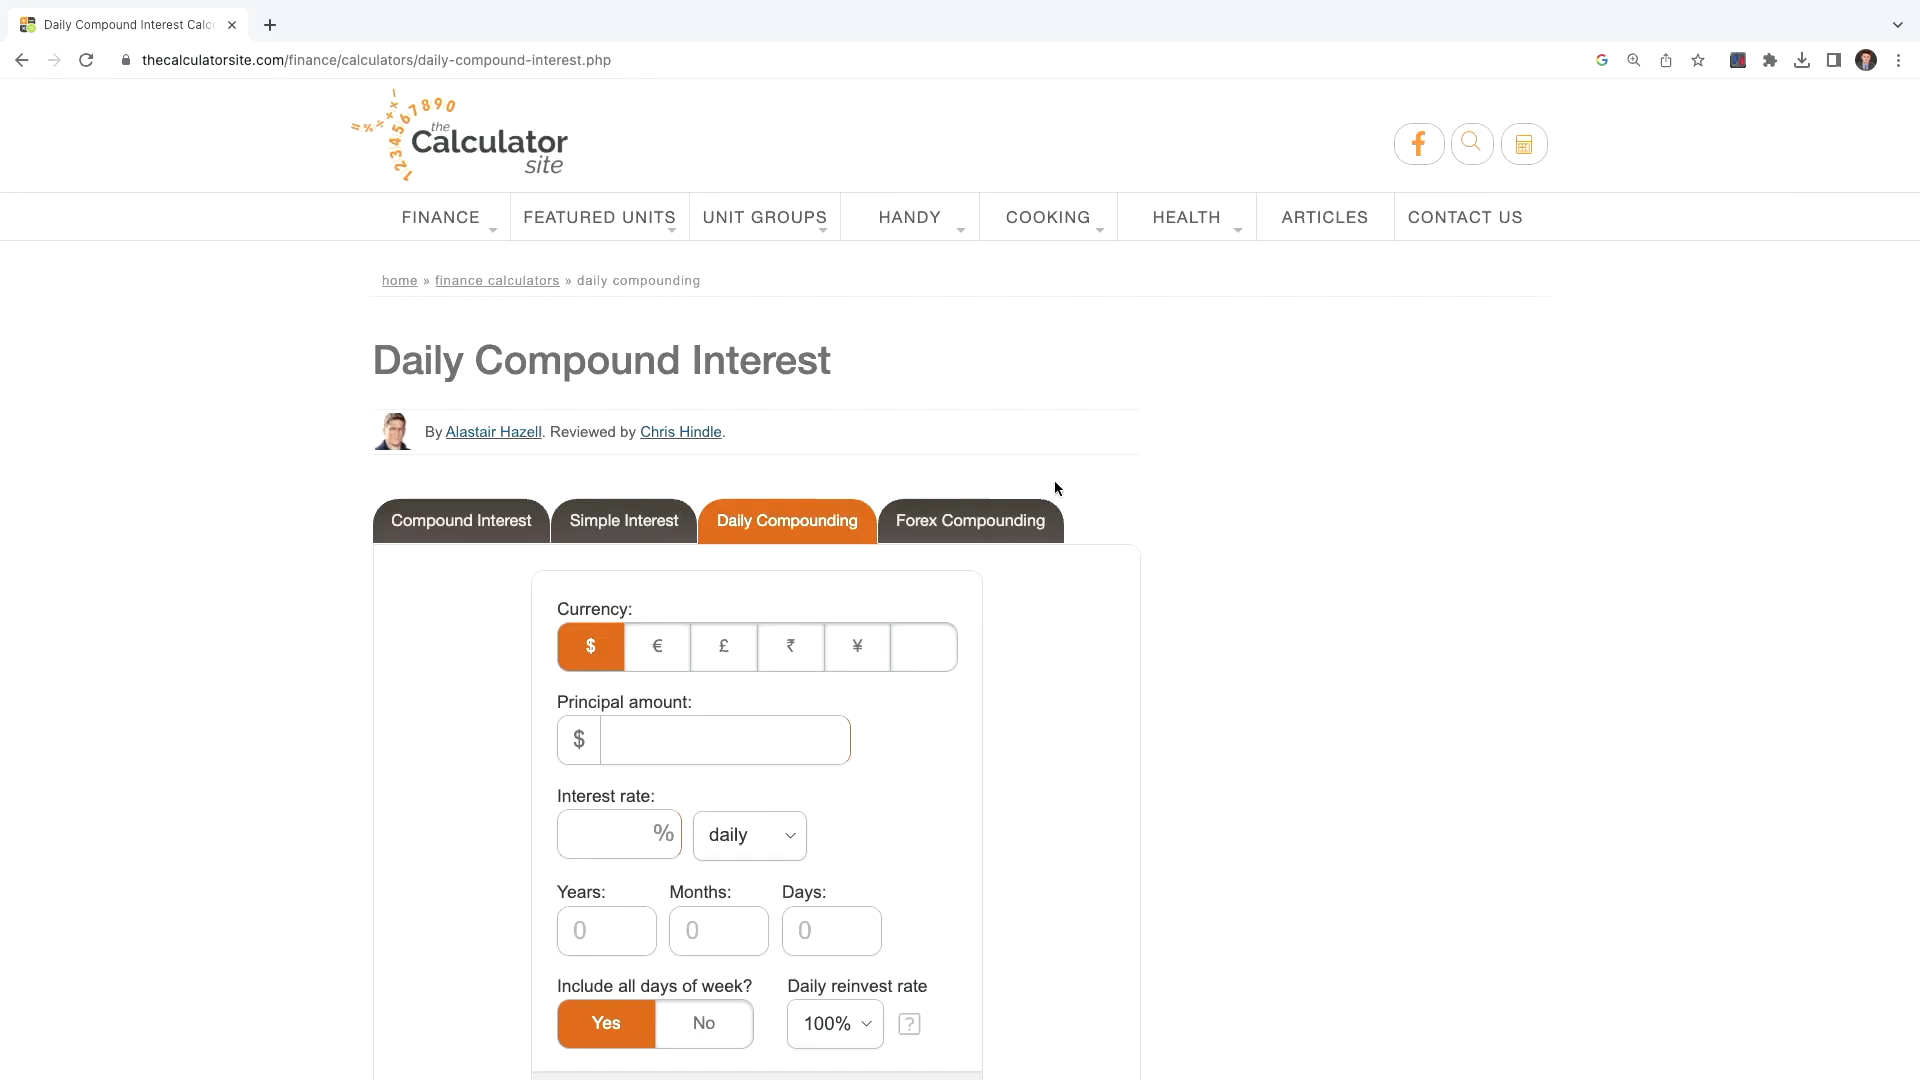 Daily Compound Interest Calc
thecalculatorsite.com/finance/calculators/daily-compound-interest.php
= % ÷ × + -
1234567890
the
Calculator
site
FINANCE
FEATURED UNITS
UNIT GROUPS
HANDY
COOKING
HEALTH
ARTICLES
CONTACT US
home » finance calculators » daily compounding
Daily Compound Interest
By Alastair Hazell. Reviewed by Chris Hindle.
Compound Interest
Simple Interest
Daily Compounding
Forex Compounding
Currency:
$ € £ ₹ ¥
Principal amount:
$
Interest rate:
% daily
Years: Months: Days:
0 0 0
Include all days of week? Daily reinvest rate
Yes No 100% ?